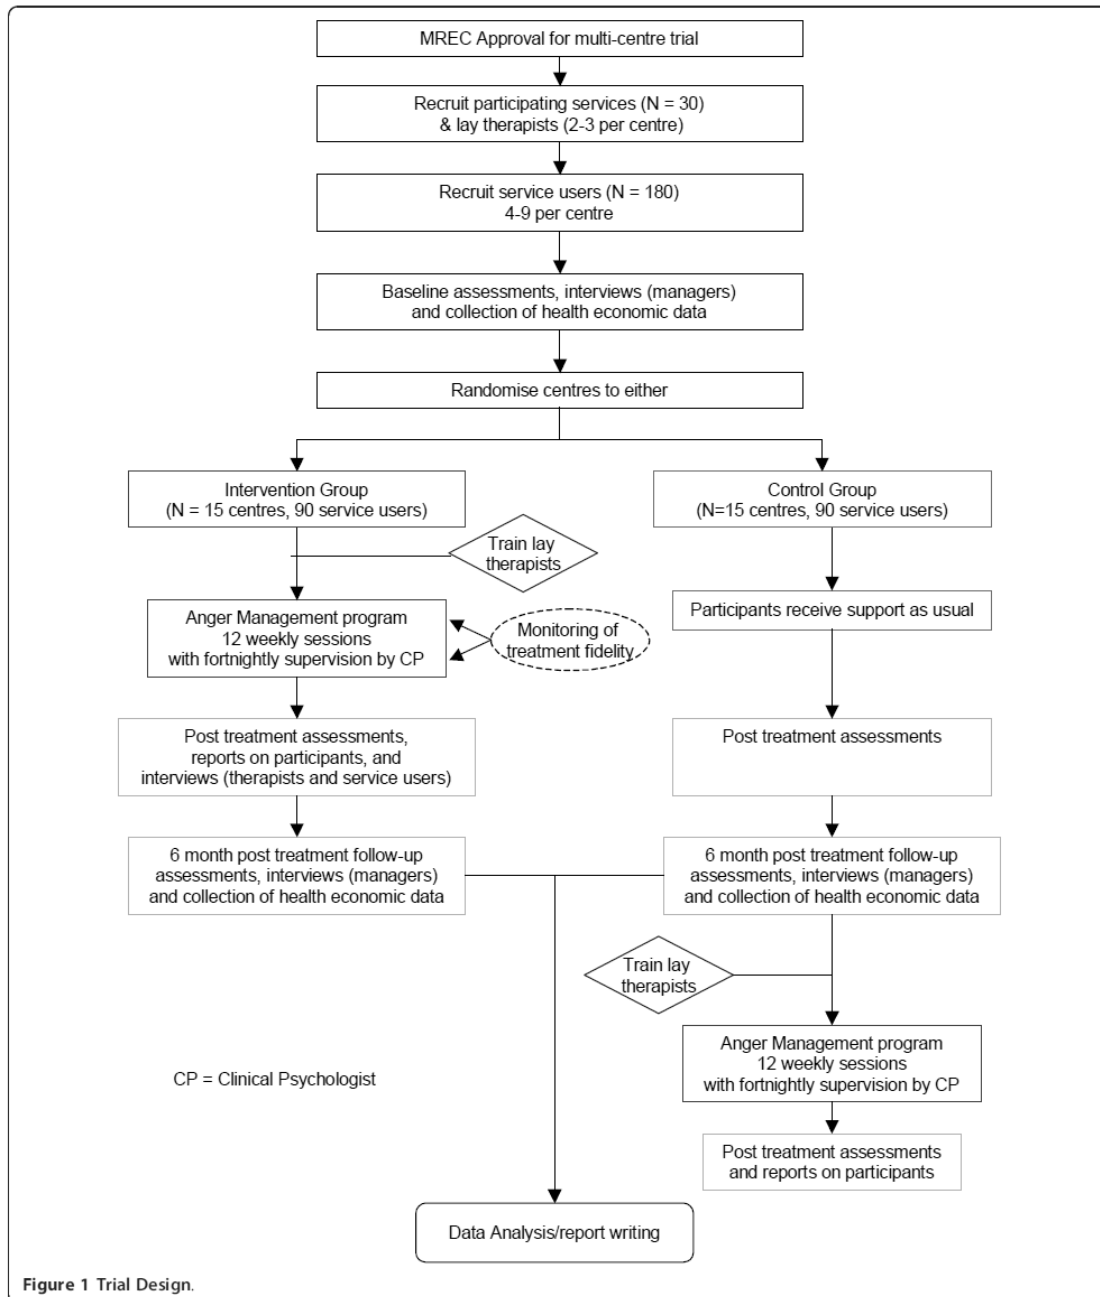 MREC Approval for multi-centre trial
Recruit participating services (N = 30)
& lay therapists (2-3 per centre)
Recruit service users (N = 180)
4-9 per centre
Baseline assessments, interviews (managers)
and collection of health economic data
Randomise centres to either
Intervention Group
(N = 15 centres, 90 service users)
Control Group
(N=15 centres, 90 service users)
Train lay
therapists
Anger Management program
12 weekly sessions
with fortnightly supervision by CP
Monitoring of
treatment fidelity
Participants receive support as usual
Post treatment assessments,
reports on participants, and
interviews (therapists and service users)
Post treatment assessments
6 month post treatment follow-up
assessments, interviews (managers)
and collection of health economic data
6 month post treatment follow-up
assessments, interviews (managers)
and collection of health economic data
Train lay
therapists
Anger Management program
12 weekly sessions
with fortnightly supervision by CP
CP = Clinical Psychologist
Post treatment assessments
and reports on participants
Data Analysis/report writing
Figure 1 Trial Design.